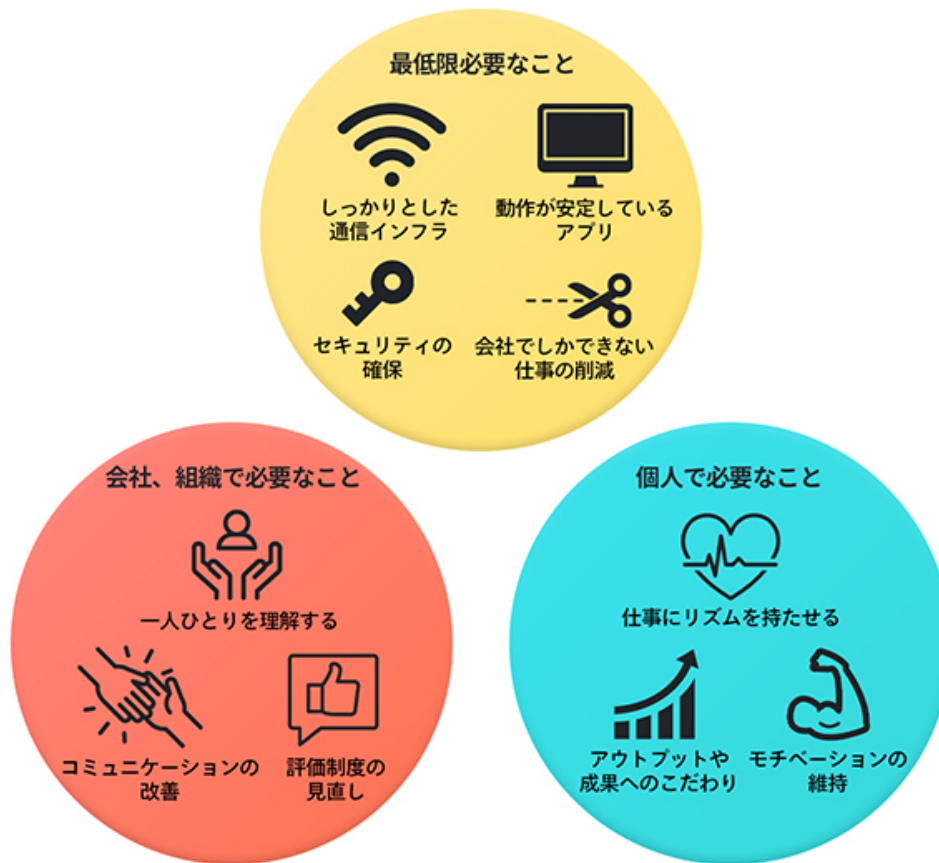 最低限必要なこと
しっかりとした
通信インフラ
動作が安定している
アプリ
セキュリティの
確保
会社でしかできない
仕事の削減
会社、組織で必要なこと
一人ひとりを理解する
コミュニケーションの
改善
評価制度の
見直し
個人で必要なこと
仕事にリズムを持たせる
アウトプットや
成果へのこだわり
モチベーションの
維持